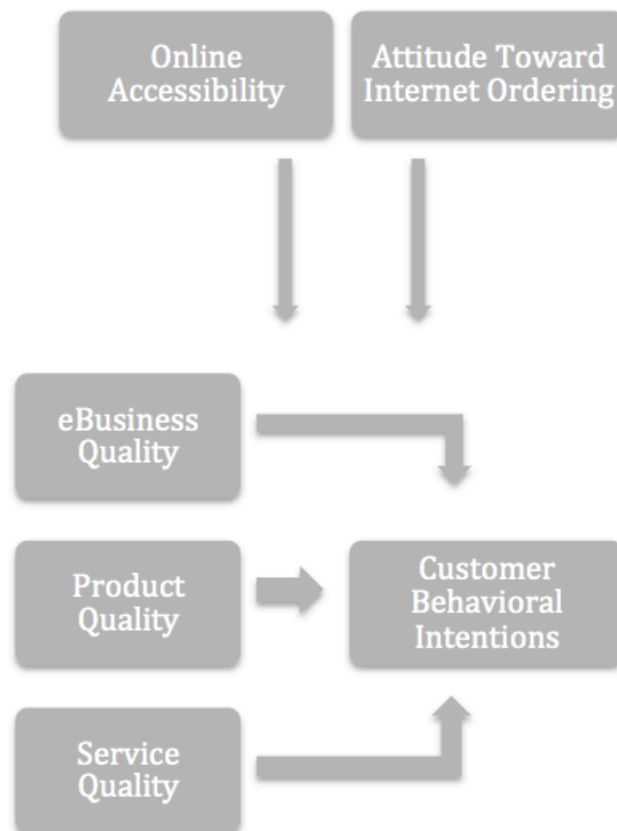 Online
Accessibility
Attitude Toward
Internet Ordering
eBusiness
Quality
Product
Quality
Customer
Behavioral
Intentions
Service
Quality